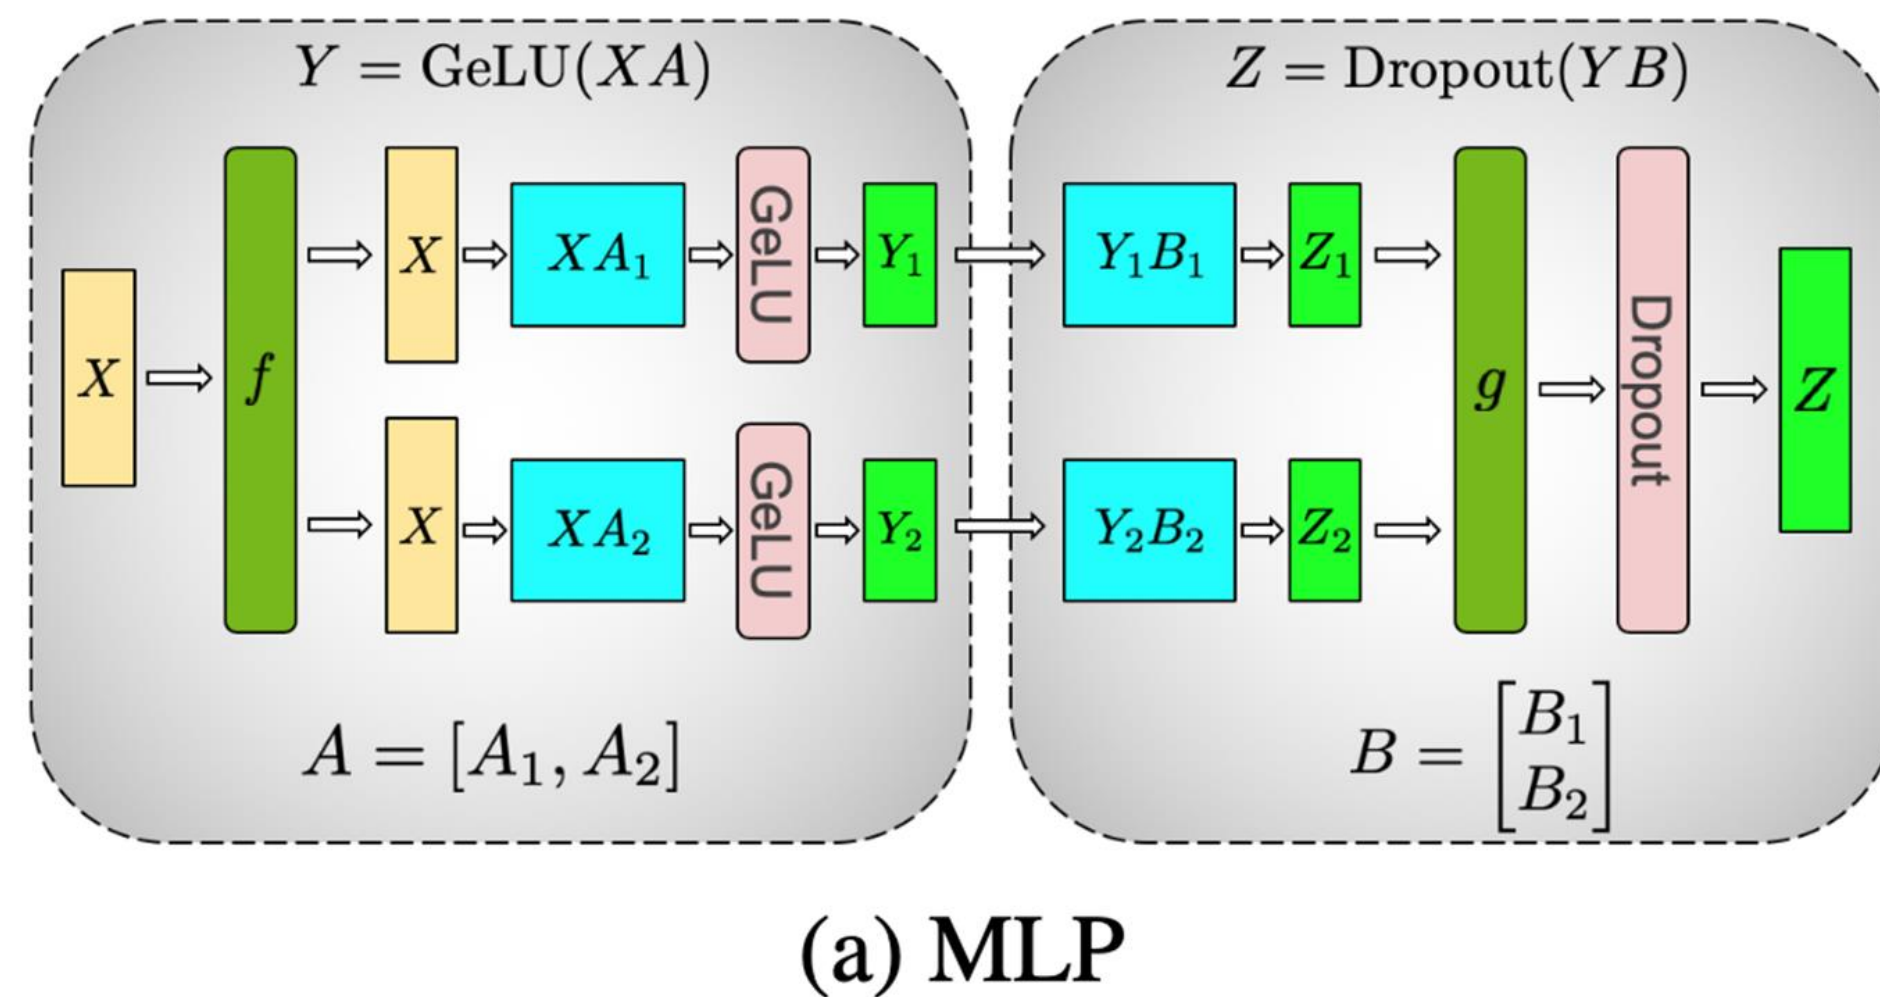 Y = GeLU(XA)
X
f
X
XA₁
GeLU
Y₁
X
XA₂
GeLU
Y₂
A = [A₁, A₂]
Z = Dropout(YB)
Y₁B₁
Z₁
Y₂B₂
Z₂
g
Dropout
Z
B = [B₁
B₂]
(a) MLP